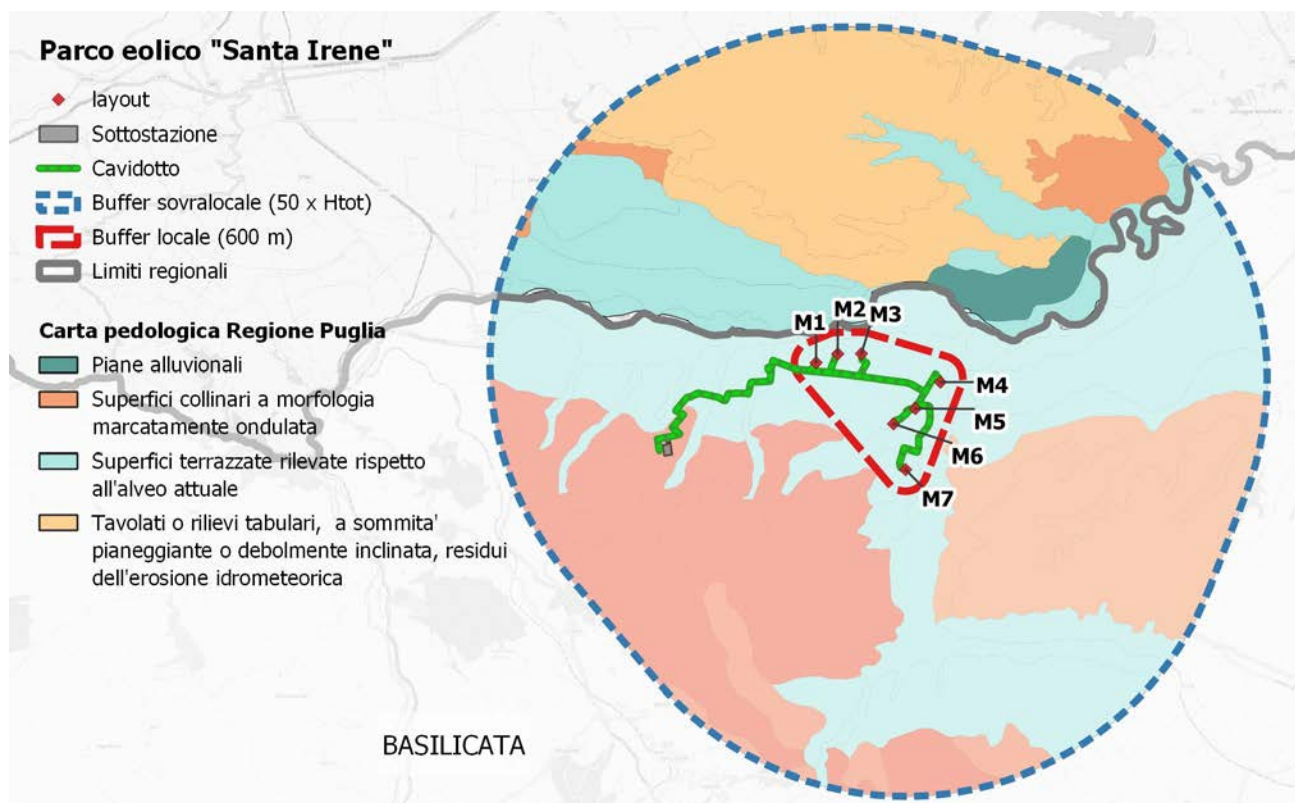 Parco eolico "Santa Irene"
layout
Sottostazione
Cavidotto
Buffer sovralocale (50 x Htot)
Buffer locale (600 m)
Limiti regionali
Carta pedologica Regione Puglia
Piane alluvionali
Superfici collinari a morfologia
marcatamente ondulata
Superfici terrazzate rilevate rispetto
all'alveo attuale
Tavolati o rilievi tabulari, a sommita'
pianeggiante o debolmente inclinata, residui
dell'erosione idrometeorica
M1
M2
M3
M4
M5
M6
M7
BASILICATA